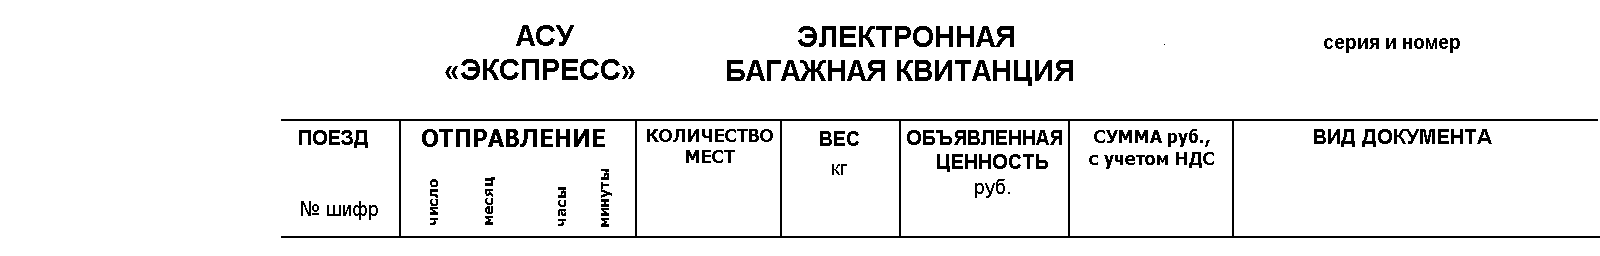 АСУ
«ЭКСПРЕСС»
ЭЛЕКТРОННАЯ
БАГАЖНАЯ КВИТАНЦИЯ
серия и номер
ПОЕЗД
№ шифр
ОТПРАВЛЕНИЕ
число
месяц
часы
минуты
КОЛИЧЕСТВО
МЕСТ
ВЕС
кг
ОБЪЯВЛЕННАЯ
ЦЕННОСТЬ
руб.
СУММА руб.,
с учетом НДС
ВИД ДОКУМЕНТА